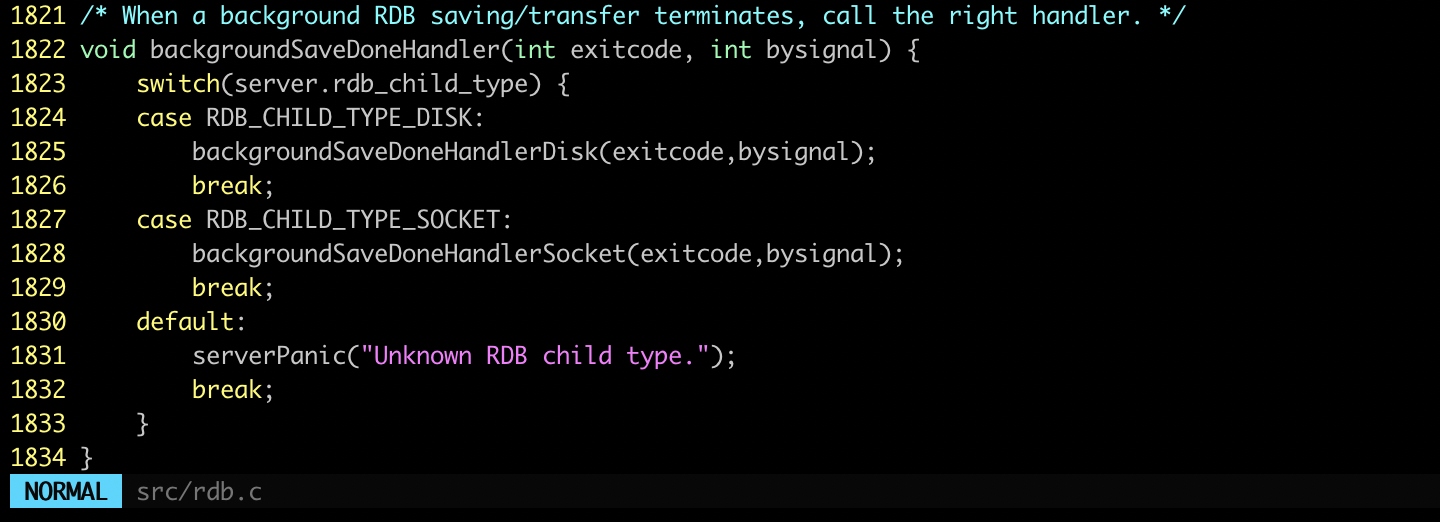 1821 /* When a background RDB saving/transfer terminates, call the right handler. */
1822 void backgroundSaveDoneHandler(int exitcode, int bysignal) {
1823     switch(server.rdb_child_type) {
1824     case RDB_CHILD_TYPE_DISK:
1825         backgroundSaveDoneHandlerDisk(exitcode,bysignal);
1826         break;
1827     case RDB_CHILD_TYPE_SOCKET:
1828         backgroundSaveDoneHandlerSocket(exitcode,bysignal);
1829         break;
1830     default:
1831         serverPanic("Unknown RDB child type.");
1832         break;
1833     }
1834 }
NORMAL src/rdb.c